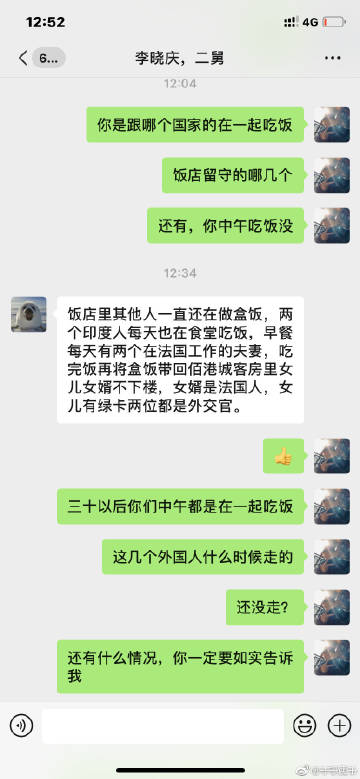 12:52
4G
6...
李晓庆，二舅
12:04
你是跟哪个国家的在一起吃饭
饭店留守的哪几个
还有，你中午吃饭没
12:34
饭店里其他人一直还在做盒饭，两
个印度人每天也在食堂吃饭，早餐
每天有两个在法国工作的夫妻，吃
完饭再将盒饭带回佰港城客房里女
儿女婿不下楼，女婿是法国人，女
儿有绿卡两位都是外交官。
三十以后你们中午都是在一起吃饭
这几个外国人什么时候走的
还没走？
还有什么情况，你一定要如实告诉
我